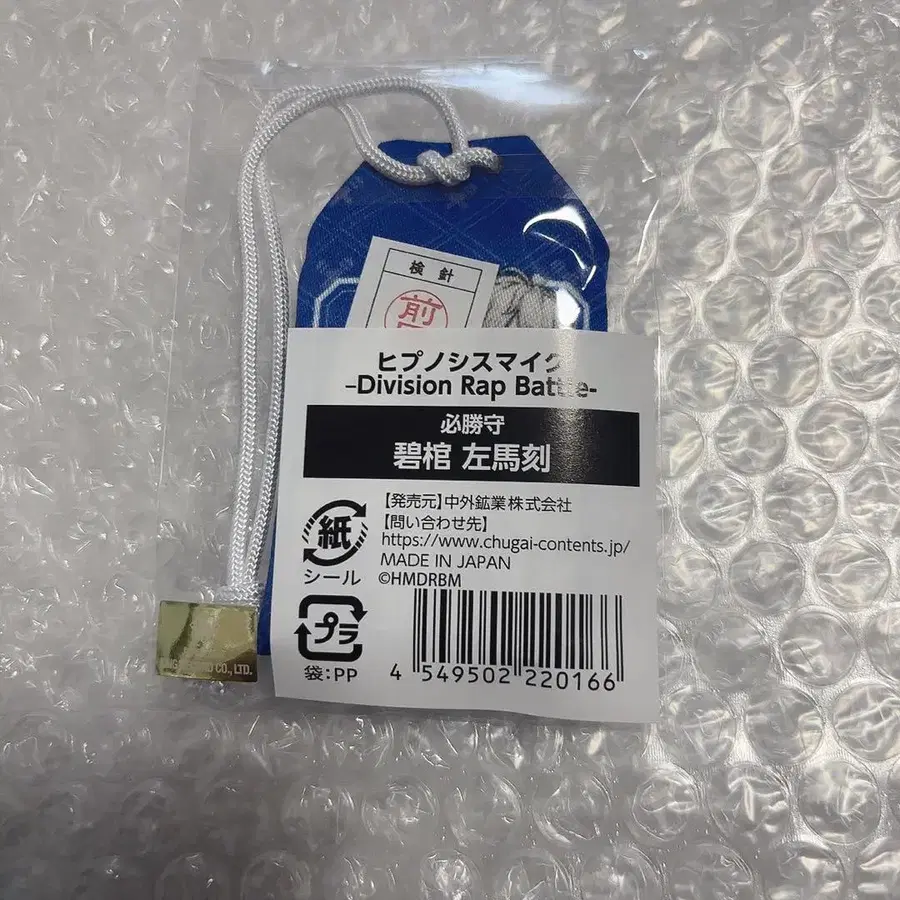 検針
前
ヒプノシスマイク
-Division Rap Battle-
必勝守
碧棺 左馬刻
【発売元】中外鉱業株式会社
【問い合わせ先】
https://www.chugai-contents.jp/
MADE IN JAPAN
©HMDRBM
紙
シール
プラ
袋:PP
4 549502 220166
CO., LTD.